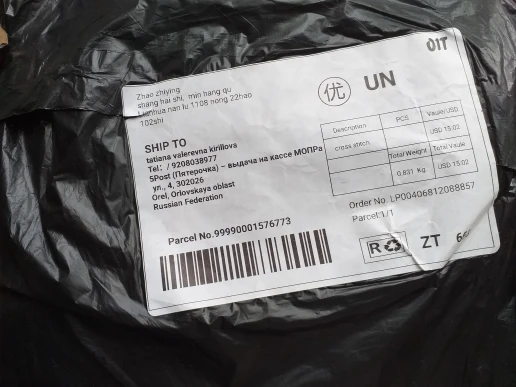 Zhao zhiying
shang hai shi, min hang qu
lianhua nan lu 1108 nong 22hao
102shi
优 UN
01T
SHIP TO
tatiana valerevna kirillova
Tel: / 9208038977
5Post (Пятерочка) – выдача на кассе МОПРа
ул., 4, 302026
Orel, Orlovskaya oblast
Russian Federation
Description PCS Vaule/USD
cross stitch USD 15.02
Total Weight Total Vaule
0.831 Kg USD 15.02
Order No LP00406812088857
Parcel:1/1
Parcel No.99990001576773
R ZT